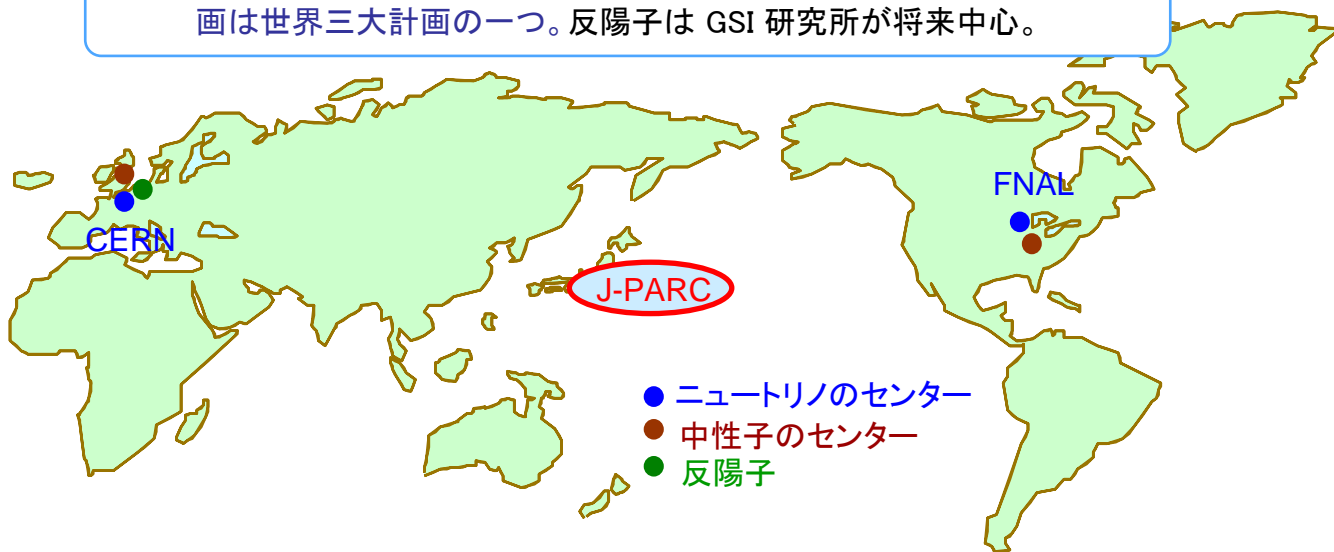 画は世界三大計画の一つ。反陽子は GSI 研究所が将来中心。
FNAL
CERN
J-PARC
ニュートリノのセンター
中性子のセンター
反陽子